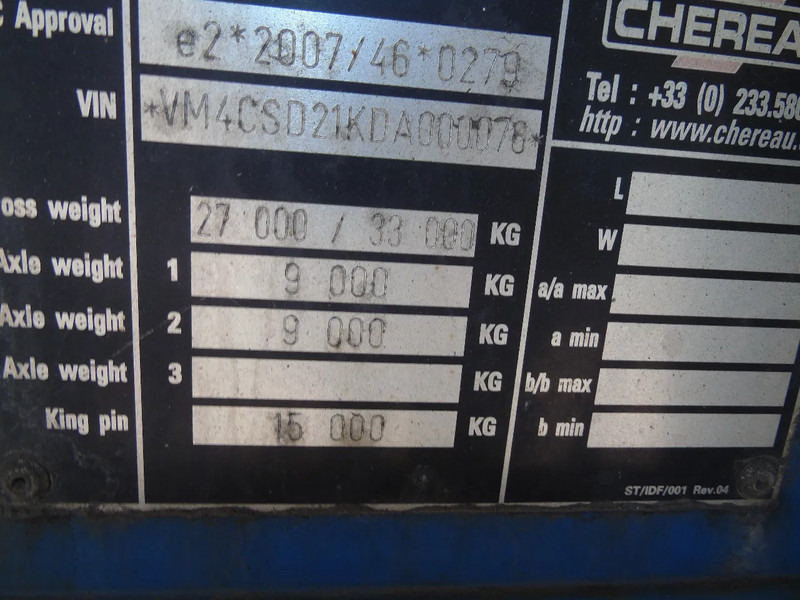 C Approval e2*2007/46*0279
VIN *VM4CSD21KDA000078*
oss weight 27 000 / 33 000 KG
Axle weight 1 9 000 KG
Axle weight 2 9 000 KG
Axle weight 3 KG
King pin 15 000 KG
CHEREA
Tel : +33 (0) 233.580
http : www.chereau.
L
W
a/a max
a min
b/b max
b min
ST/IDF/001 Rev.04